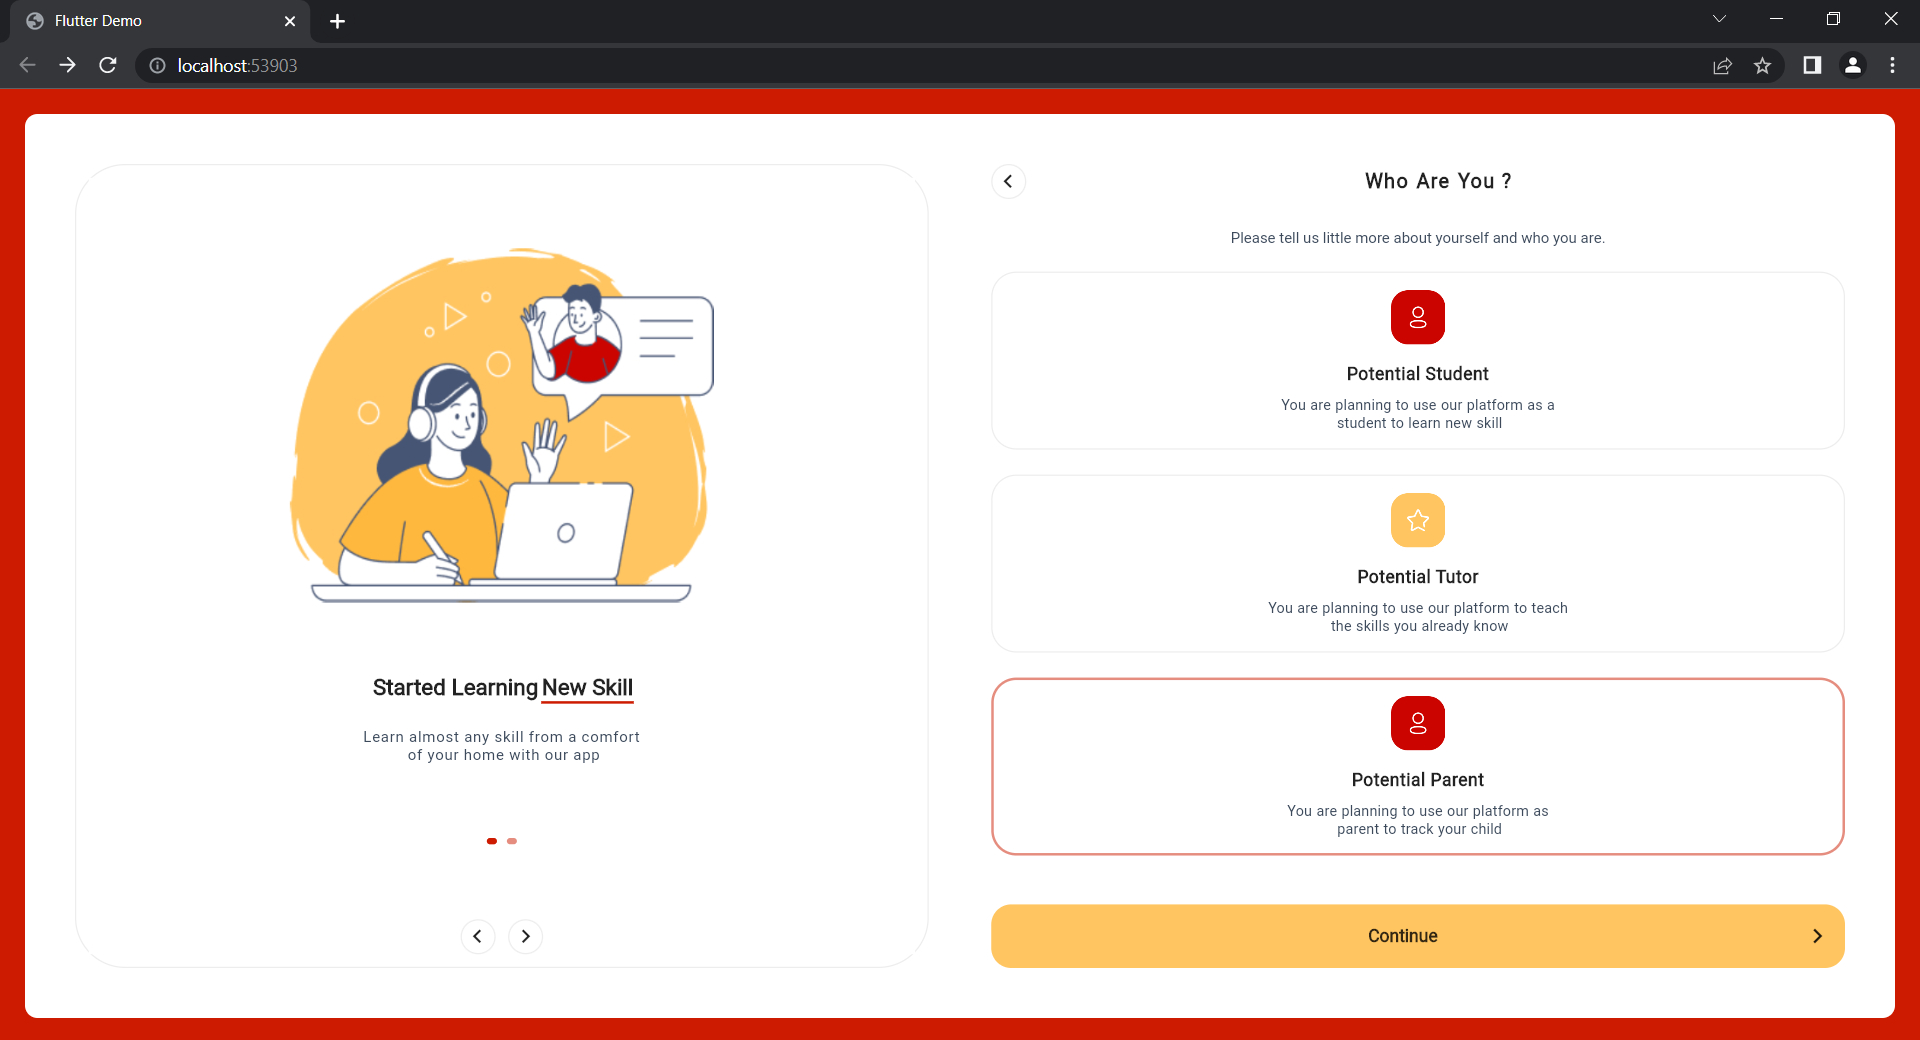 Flutter Demo
localhost:53903
Started Learning New Skill
Learn almost any skill from a comfort
of your home with our app
Who Are You ?
Please tell us little more about yourself and who you are.
Potential Student
You are planning to use our platform as a
student to learn new skill
Potential Tutor
You are planning to use our platform to teach
the skills you already know
Potential Parent
You are planning to use our platform as
parent to track your child
Continue